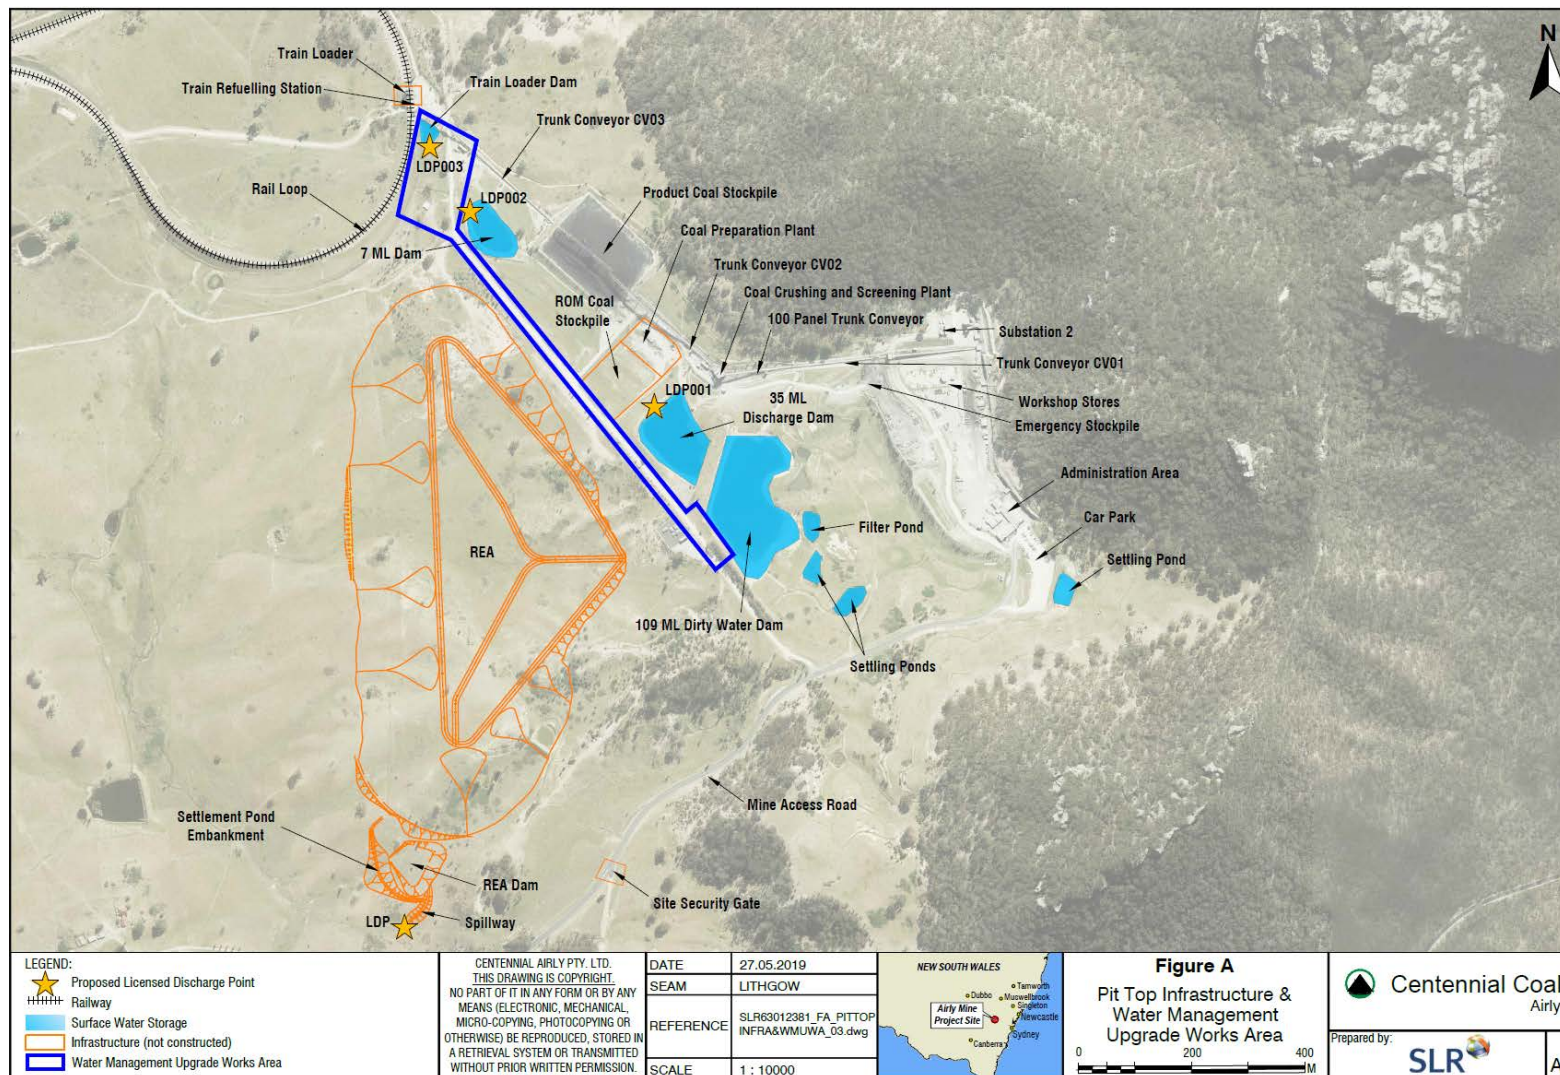 N
Train Loader
Train Refuelling Station
Train Loader Dam
Trunk Conveyor CV03
LDP003
Rail Loop
LDP002
Product Coal Stockpile
7 ML Dam
Coal Preparation Plant
Trunk Conveyor CV02
ROM Coal
Stockpile
Coal Crushing and Screening Plant
100 Panel Trunk Conveyor
Substation 2
Trunk Conveyor CV01
LDP001
35 ML
Discharge Dam
Workshop Stores
Emergency Stockpile
Administration Area
Car Park
REA
Filter Pond
Settling Pond
109 ML Dirty Water Dam
Settling Ponds
Mine Access Road
Settlement Pond
Embankment
REA Dam
Site Security Gate
LDP
Spillway
LEGEND:
Proposed Licensed Discharge Point
Railway
Surface Water Storage
Infrastructure (not constructed)
Water Management Upgrade Works Area
CENTENNIAL AIRLY PTY. LTD.
THIS DRAWING IS COPYRIGHT.
NO PART OF IT IN ANY FORM OR BY ANY
MEANS (ELECTRONIC, MECHANICAL,
MICRO-COPYING, PHOTOCOPYING OR
OTHERWISE) BE REPRODUCED, STORED IN
A RETRIEVAL SYSTEM OR TRANSMITTED
WITHOUT PRIOR WRITTEN PERMISSION.
DATE 27.05.2019
SEAM LITHGOW
REFERENCE SLR63012381_FA_PITTOP
INFRA&WMUWA_03.dwg
SCALE 1 : 10000
NEW SOUTH WALES
Tamworth
Dubbo
Muswellbrook
Singleton
Airly Mine
Project Site
Newcastle
Sydney
Canberra
Figure A
Pit Top Infrastructure &
Water Management
Upgrade Works Area
0 200 400
M
Centennial Coal
Airly
Prepared by:
SLR
A